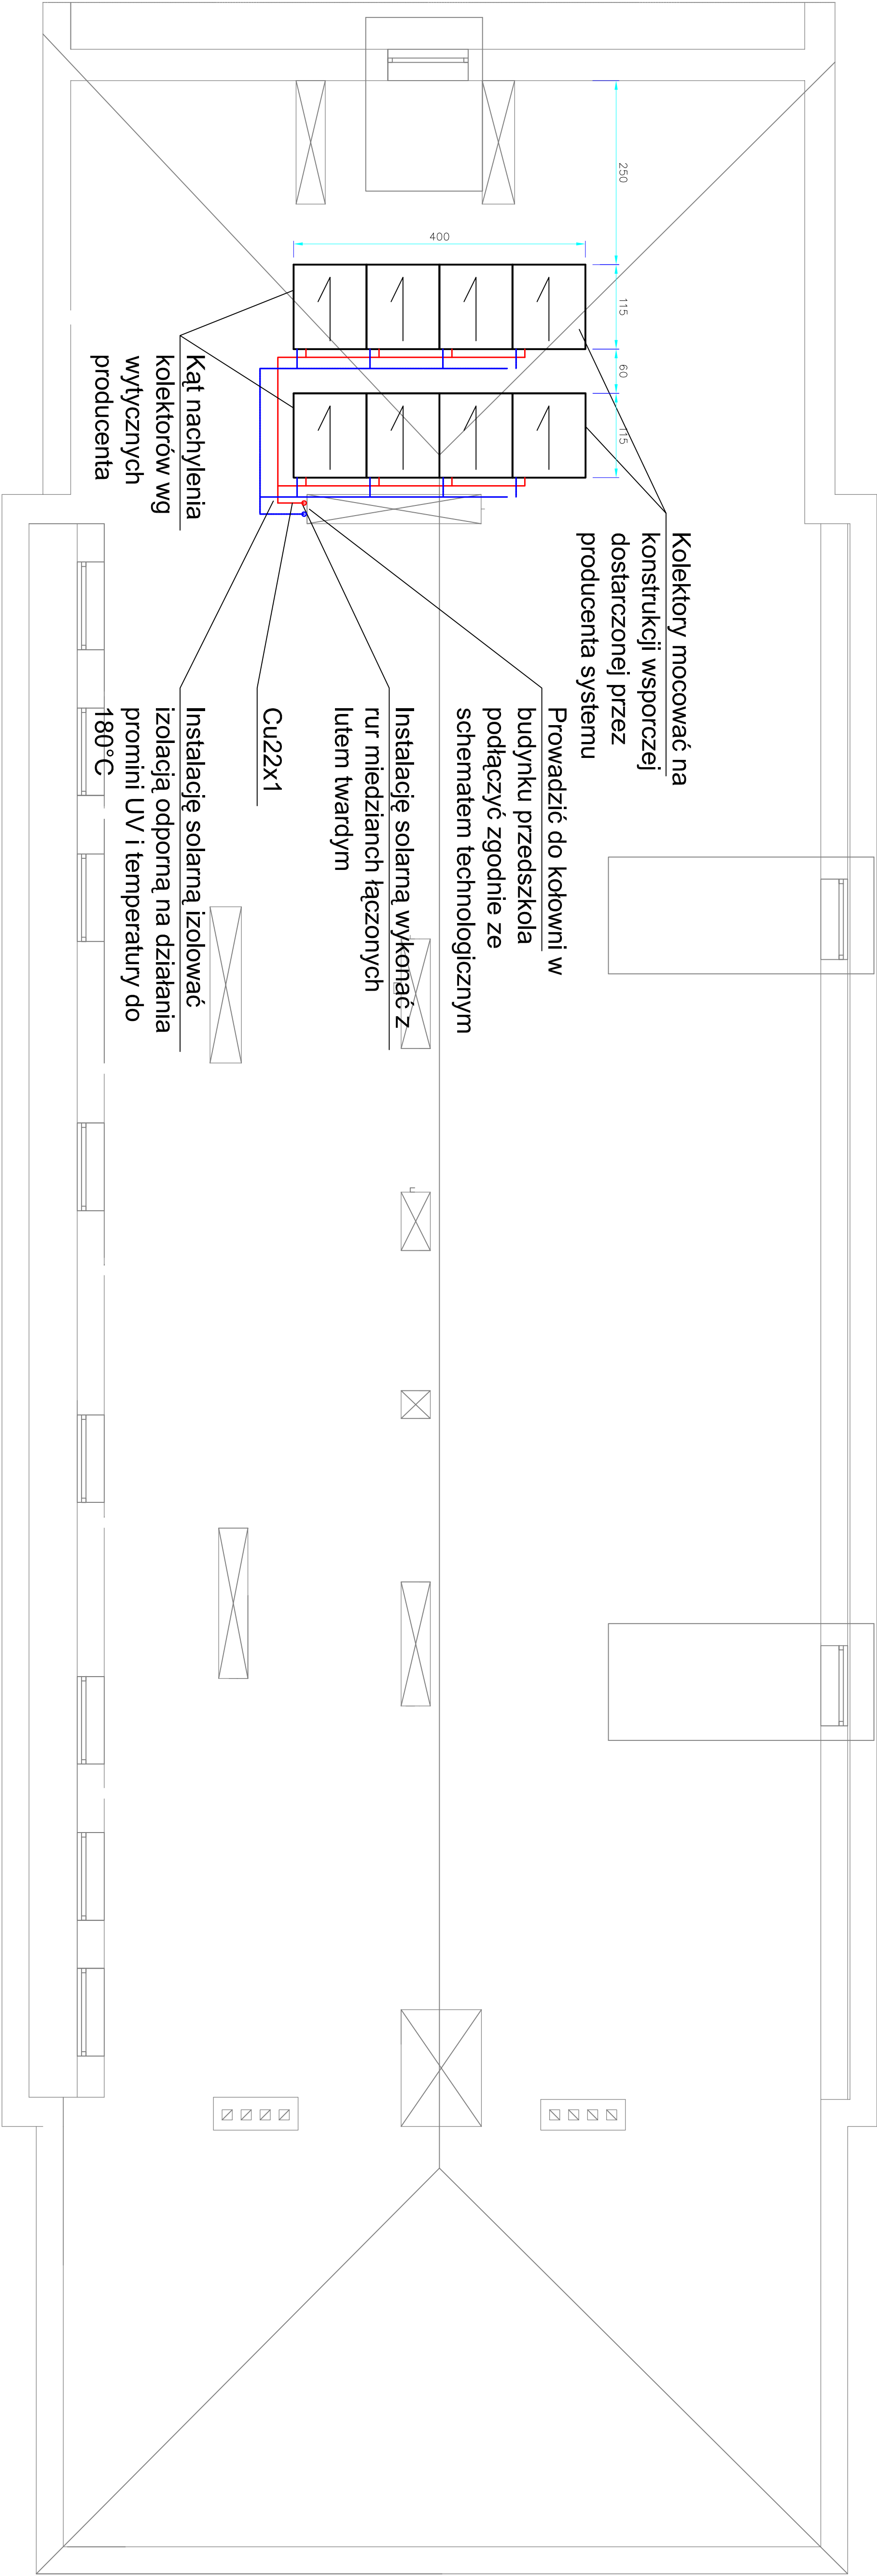 250
400
115
60
115
Kąt nachylenia
kolektorów wg
wytycznych
producenta
Kolektory mocować na
konstrukcji wsporczej
dostarczonej przez
producenta systemu
Prowadzić do kołowni w
budynku przedszkola
podłączyć zgodnie ze
schematem technologicznym
Instalację solarną wykonać z
rur miedzianch łączonych
lutem twardym
Cu22x1
Instalację solarną izolować
izolacją odporną na działania
promini UV i temperatury do
180°C